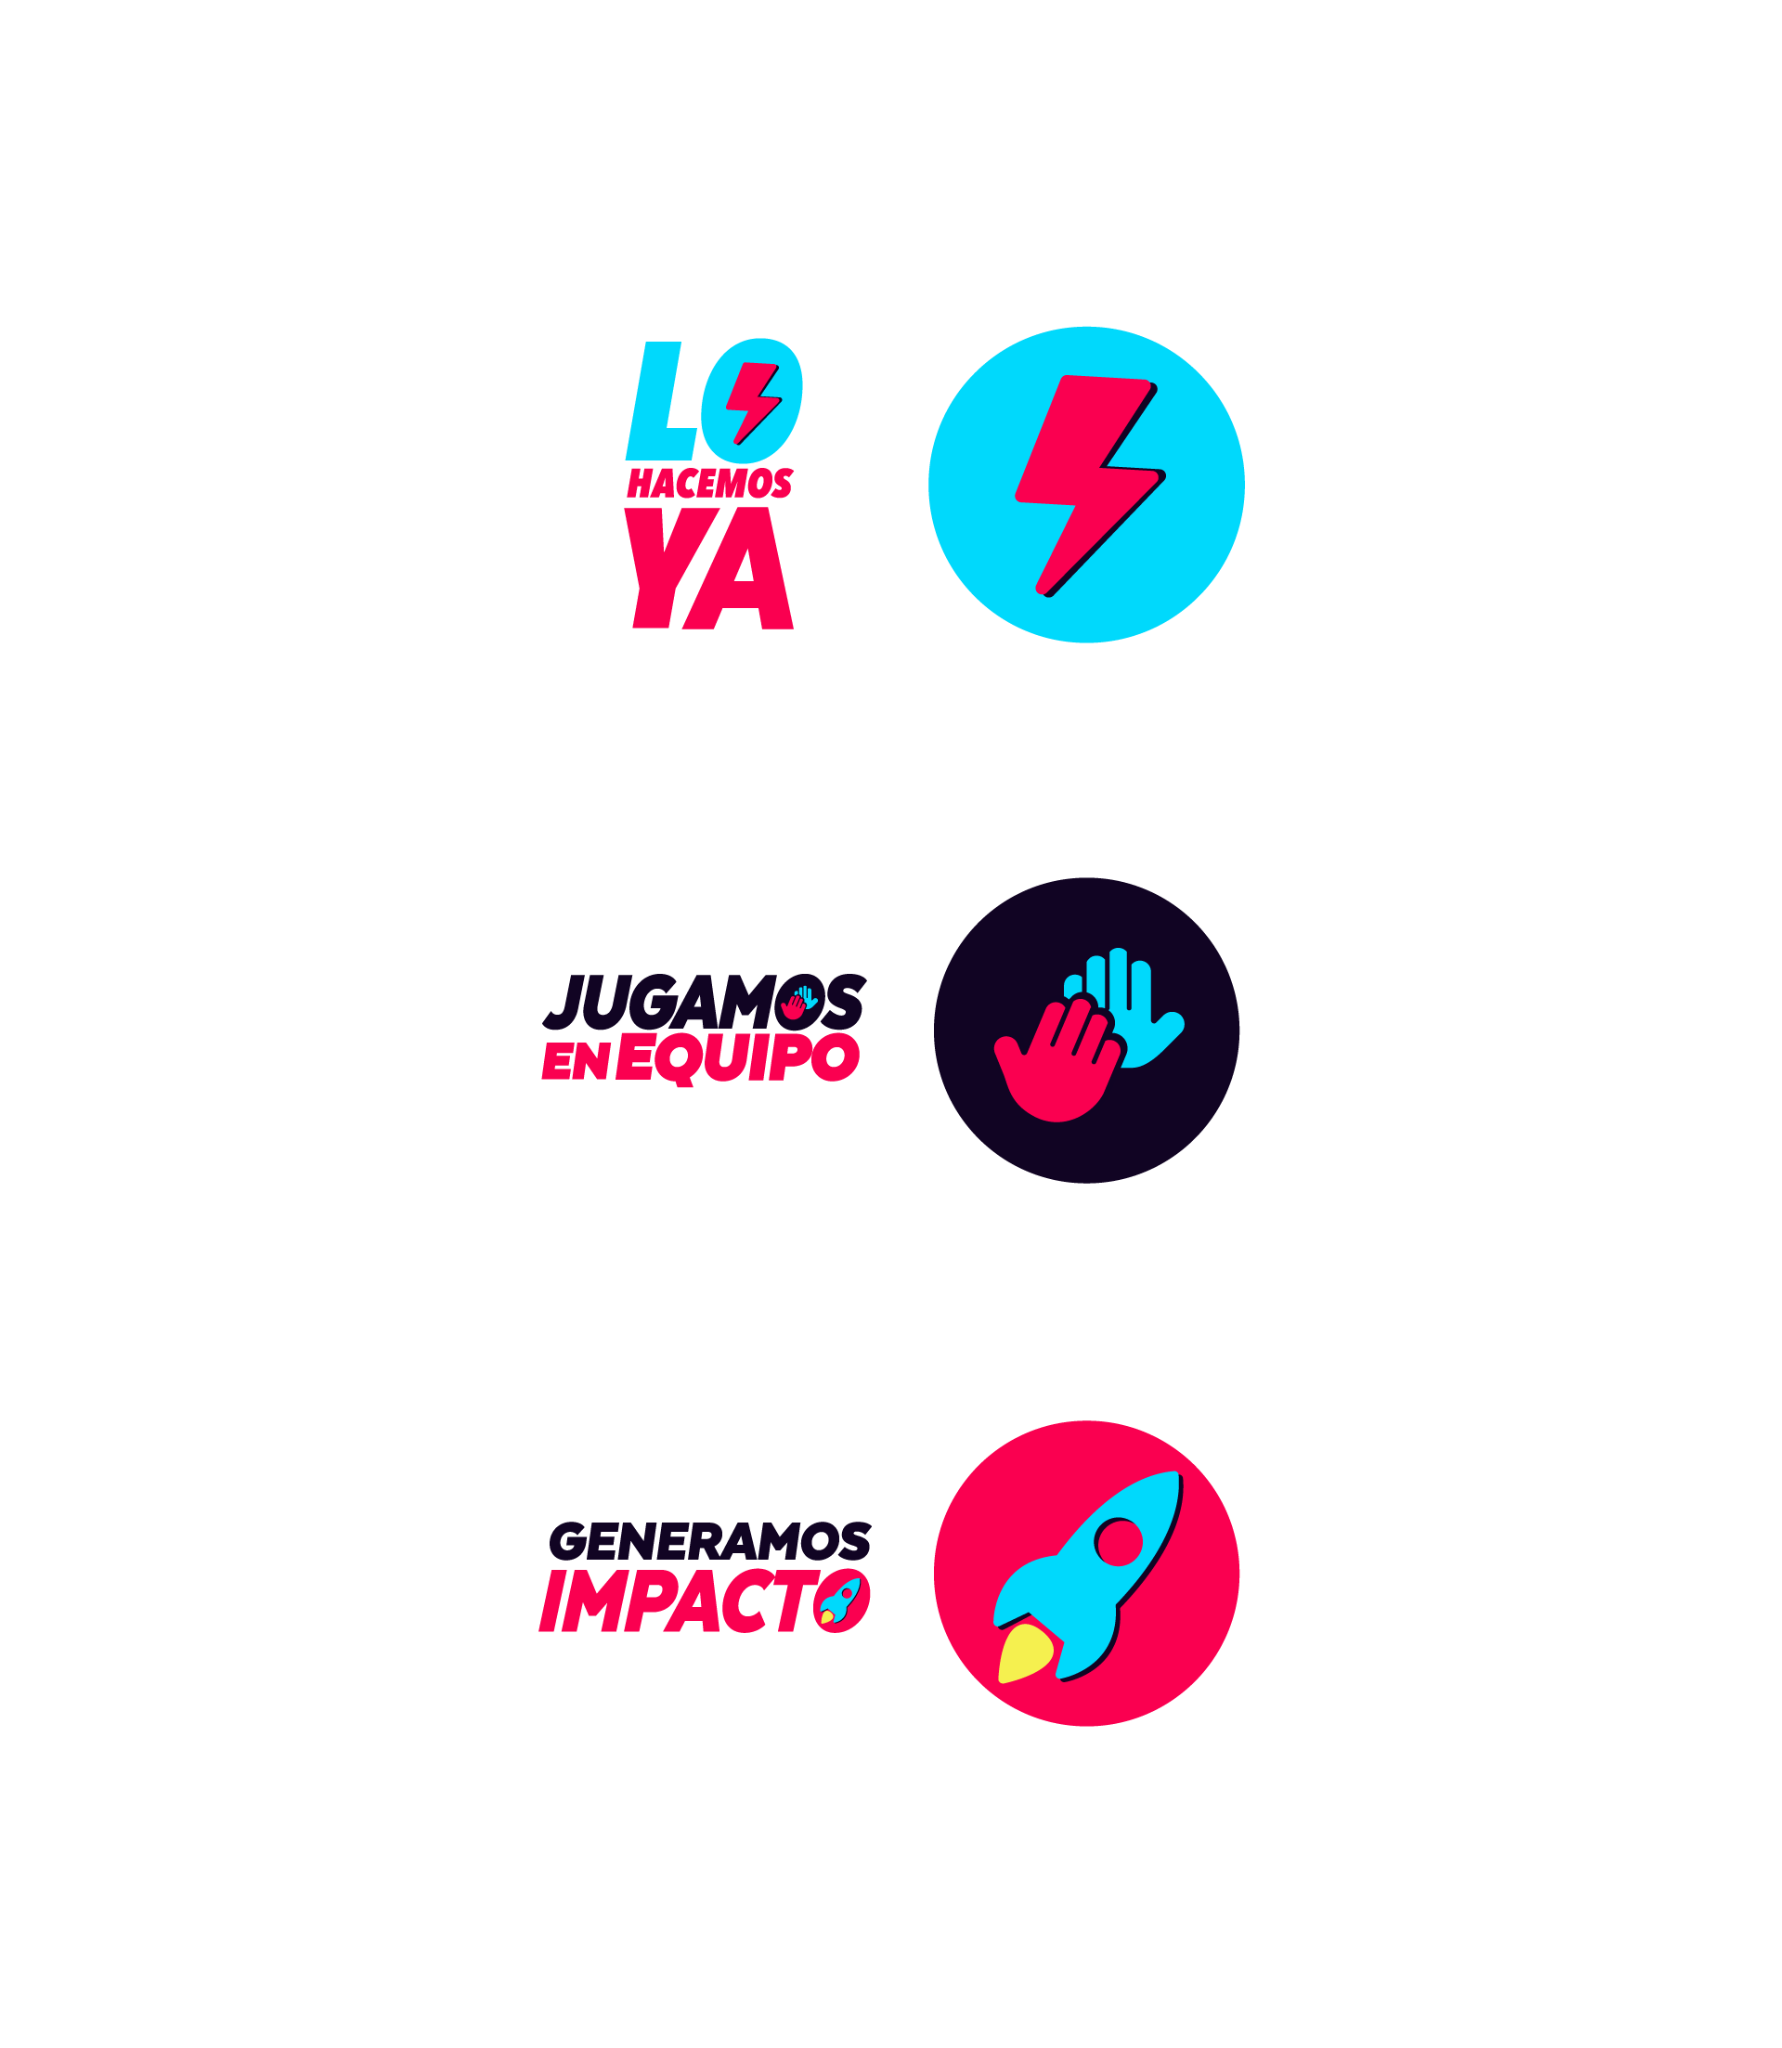 LO
HACEMOS
YA
JUGAMOS
EN EQUIPO
GENERAMOS
IMPACTO